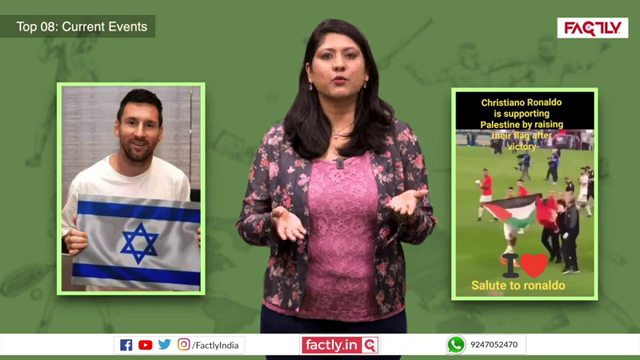 Top 08: Current Events
FACTLY
Christiano Ronaldo
is supporting
Palestine by raising
their flag after
victory
I
Salute to ronaldo
/FactlyIndia
factly.in
9247052470